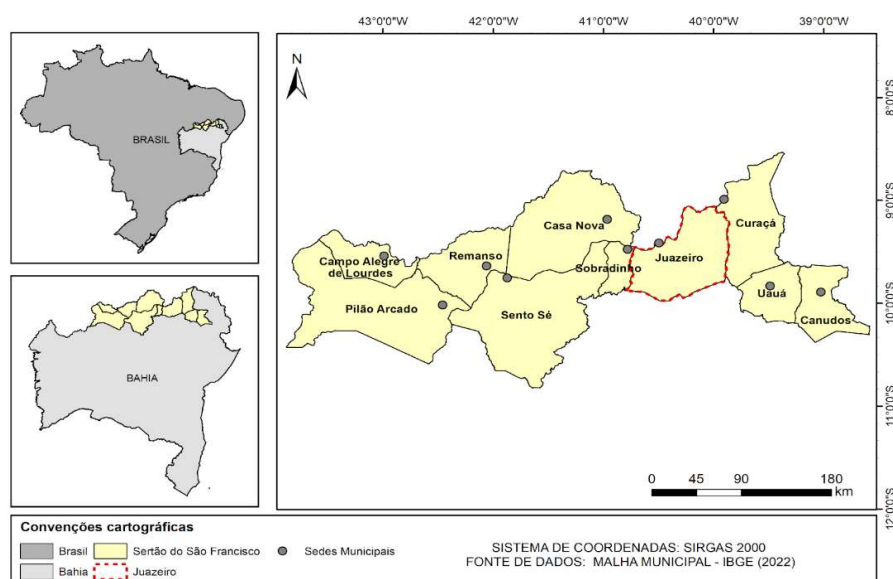 43°0'0"W 42°0'0"W 41°0'0"W 40°0'0"W 39°0'0"W
N
BRASIL
BAHIA
8°0'0"S
9°0'0"S
10°0'0"S
11°0'0"S
12°0'0"S
Casa Nova
Curaçá
Campo Alegre
de Lourdes
Remanso
Sobradinho
Juazeiro
Pilão Arcado
Sento Sé
Uauá
Canudos
0 45 90 180
km
Convenções cartográficas
Brasil
Sertão do São Francisco
Sedes Municipais
Bahia
Juazeiro
SISTEMA DE COORDENADAS: SIRGAS 2000
FONTE DE DADOS: MALHA MUNICIPAL - IBGE (2022)